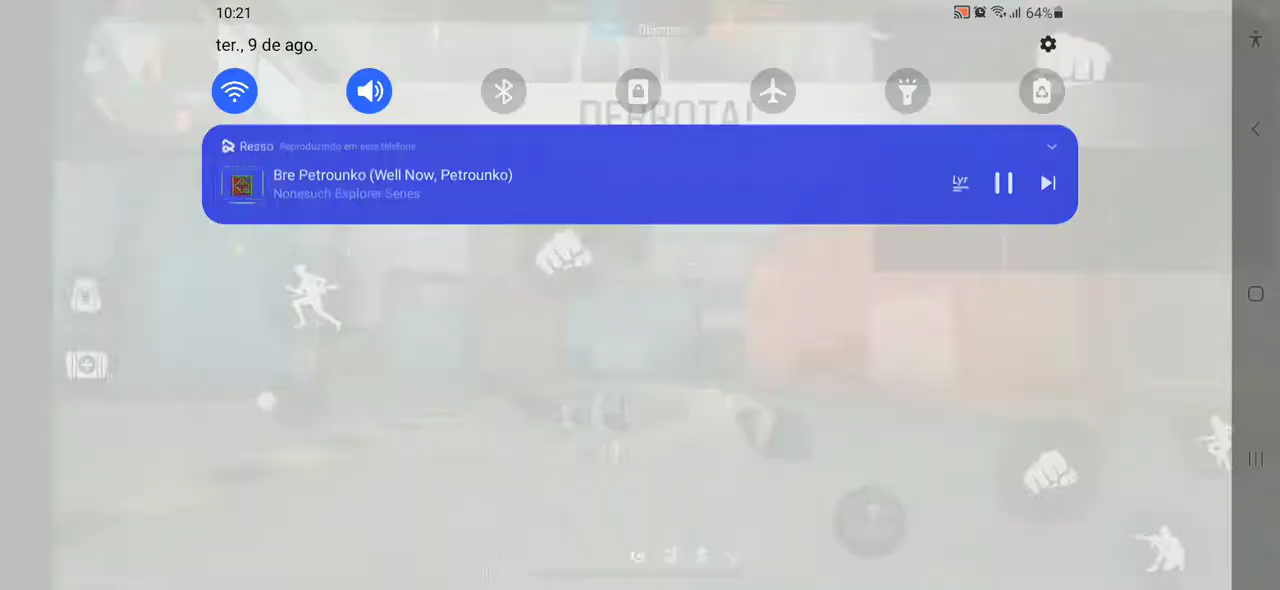 10:21
64%
ter., 9 de ago.
DERROTA!
Resso Reproduzindo em este telefone
Bre Petrounko (Well Now, Petrounko)
Nonesuch Explorer Series
Lyr